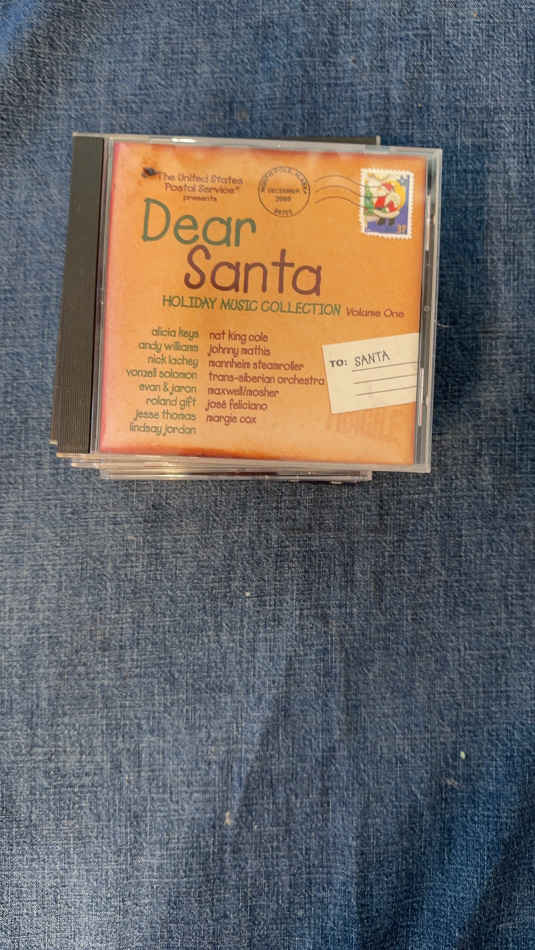 The United States
Postal Service®
presents
DECEMBER
Dear
Santa
HOLIDAY MUSIC COLLECTION Volume One
37
alicia keys
andy williams
nick lachey
vonzell solomon
evan & jaron
roland gift
jesse thomas
lindsay jordan
nat king cole
johnny mathis
mannheim steamroller
trans-siberian orchestra
maxwell/mosher
josé feliciano
margie cox
TO: SANTA